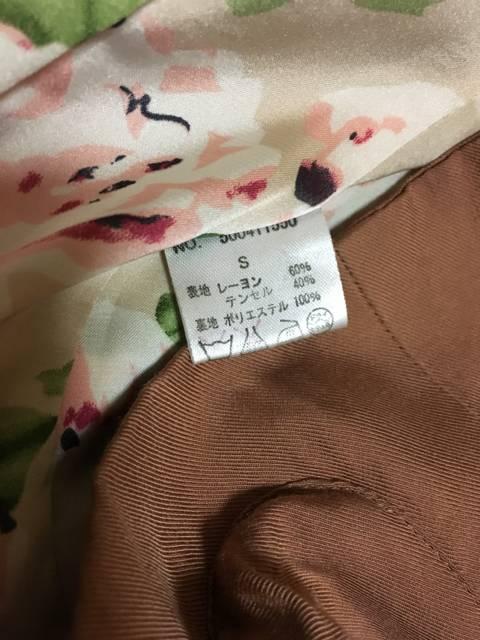 NO. 500411550
S
表地 レーヨン 60%
テンセル 40%
裏地 ポリエステル 100%